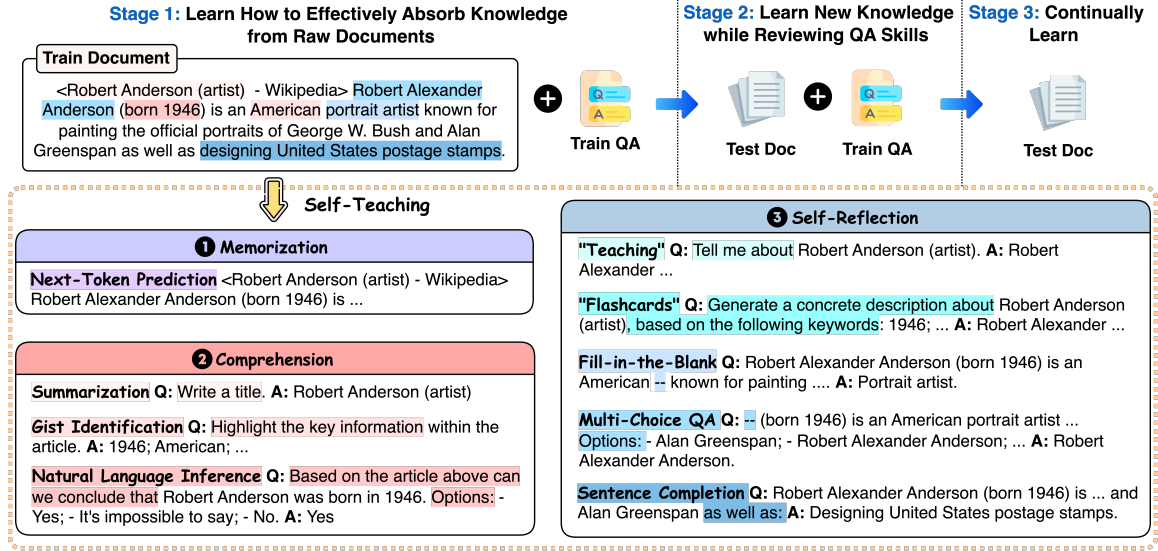 Stage 1: Learn How to Effectively Absorb Knowledge
from Raw Documents
Train Document
<Robert Anderson (artist) - Wikipedia> Robert Alexander
Anderson (born 1946) is an American portrait artist known for
painting the official portraits of George W. Bush and Alan
Greenspan as well as designing United States postage stamps.
+
Q
A
Train QA
Stage 2: Learn New Knowledge
while Reviewing QA Skills
Test Doc
+
Q
A
Train QA
Stage 3: Continually
Learn
Test Doc
Self-Teaching
1 Memorization
Next-Token Prediction <Robert Anderson (artist) - Wikipedia>
Robert Alexander Anderson (born 1946) is ...
2 Comprehension
Summarization Q: Write a title. A: Robert Anderson (artist)
Gist Identification Q: Highlight the key information within the
article. A: 1946; American; ...
Natural Language Inference Q: Based on the article above can
we conclude that Robert Anderson was born in 1946. Options: -
Yes; - It's impossible to say; - No. A: Yes
3 Self-Reflection
"Teaching" Q: Tell me about Robert Anderson (artist). A: Robert
Alexander ...
"Flashcards" Q: Generate a concrete description about Robert Anderson
(artist), based on the following keywords: 1946; ... A: Robert Alexander ...
Fill-in-the-Blank Q: Robert Alexander Anderson (born 1946) is an
American -- known for painting .... A: Portrait artist.
Multi-Choice QA Q: -- (born 1946) is an American portrait artist ...
Options: - Alan Greenspan; - Robert Alexander Anderson; ... A: Robert
Alexander Anderson.
Sentence Completion Q: Robert Alexander Anderson (born 1946) is ... and
Alan Greenspan as well as: A: Designing United States postage stamps.